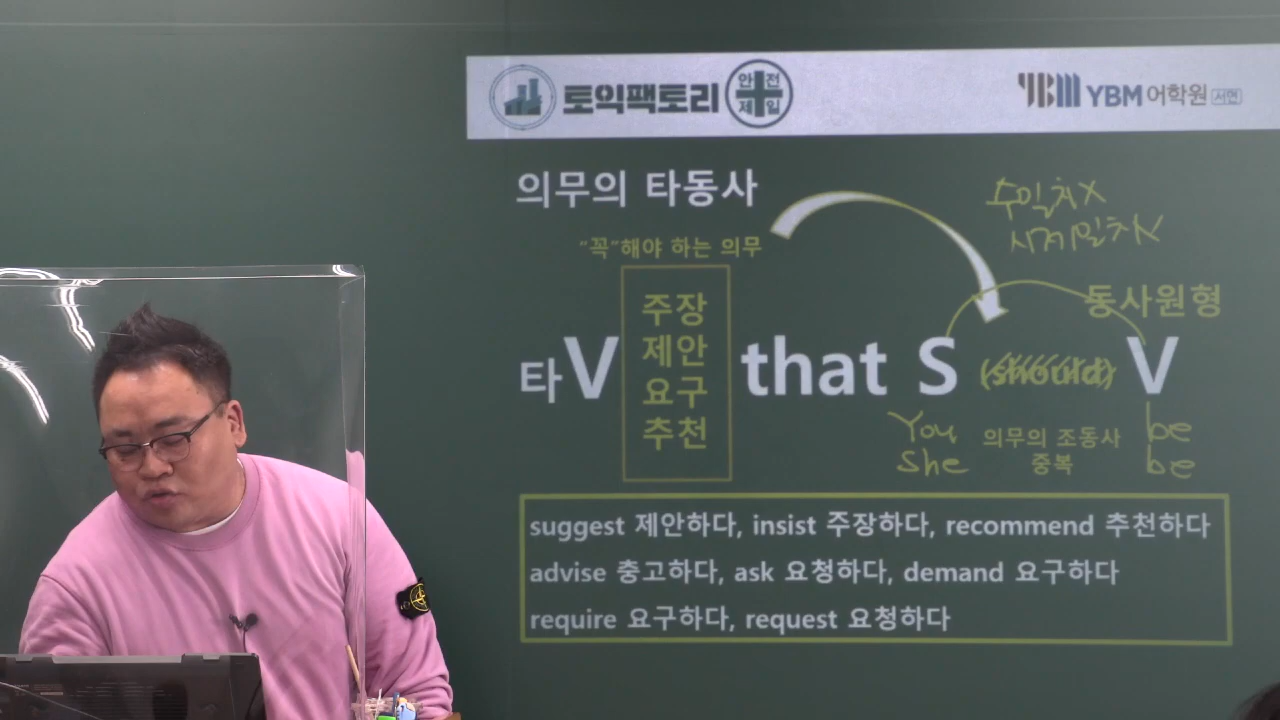 토익팩토리 안전제일
YBM 어학원 서현
의무의 타동사
수일치X
시제일치X
"꼭"해야 하는 의무
동사원형
주장
제안
요구
추천
타V that S (should) V
You 의무의 조동사 be
She 중복 be
suggest 제안하다, insist 주장하다, recommend 추천하다
advise 충고하다, ask 요청하다, demand 요구하다
require 요구하다, request 요청하다